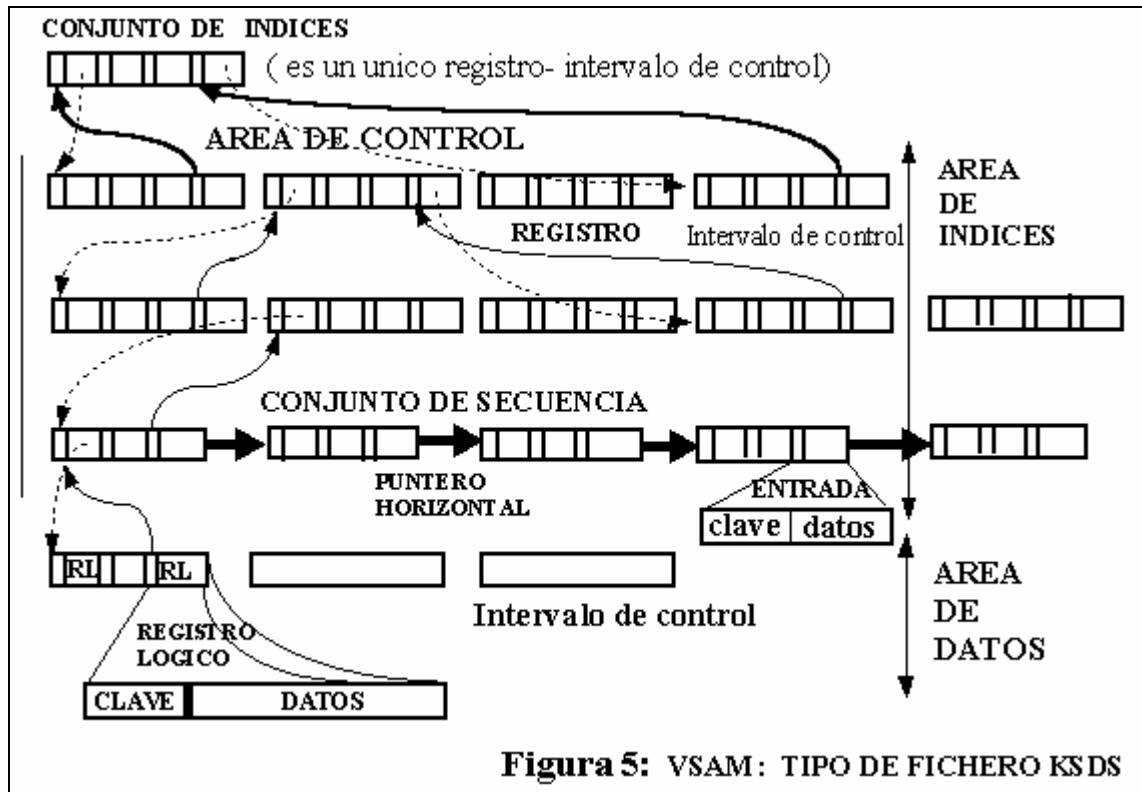 CONJUNTO DE INDICES
( es un unico registro- intervalo de control)
AREA DE CONTROL
AREA
DE
INDICES
REGISTRO
Intervalo de control
CONJUNTO DE SECUENCIA
PUNTERO
HORIZONTAL
ENTRADA
clave datos
RL RL
Intervalo de control
AREA
DE
DATOS
REGISTRO
LOGICO
CLAVE DATOS
Figura 5: VSAM: TIPO DE FICHERO KSDS